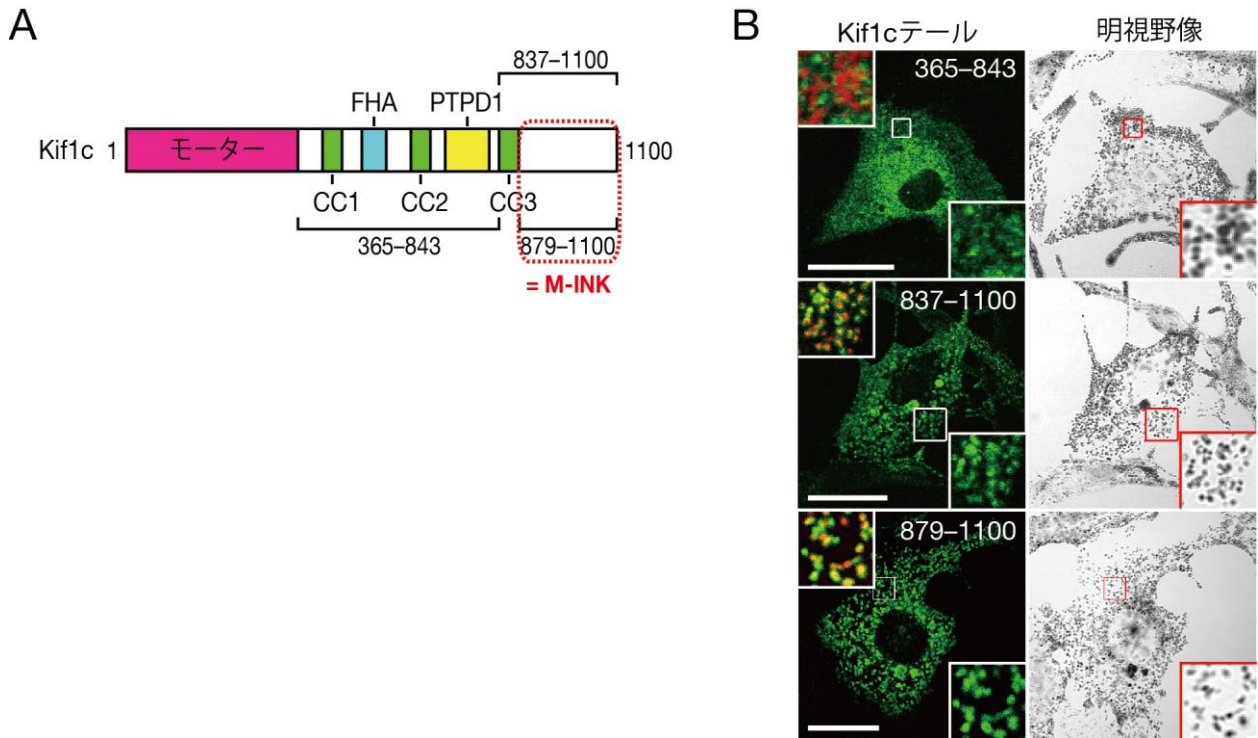 A
837–1100
FHA
PTPD1
Kif1c
1
モーター
1100
CC1
CC2
CC3
365–843
879–1100
= M-INK
B
Kif1cテール
明視野像
365–843
837–1100
879–1100